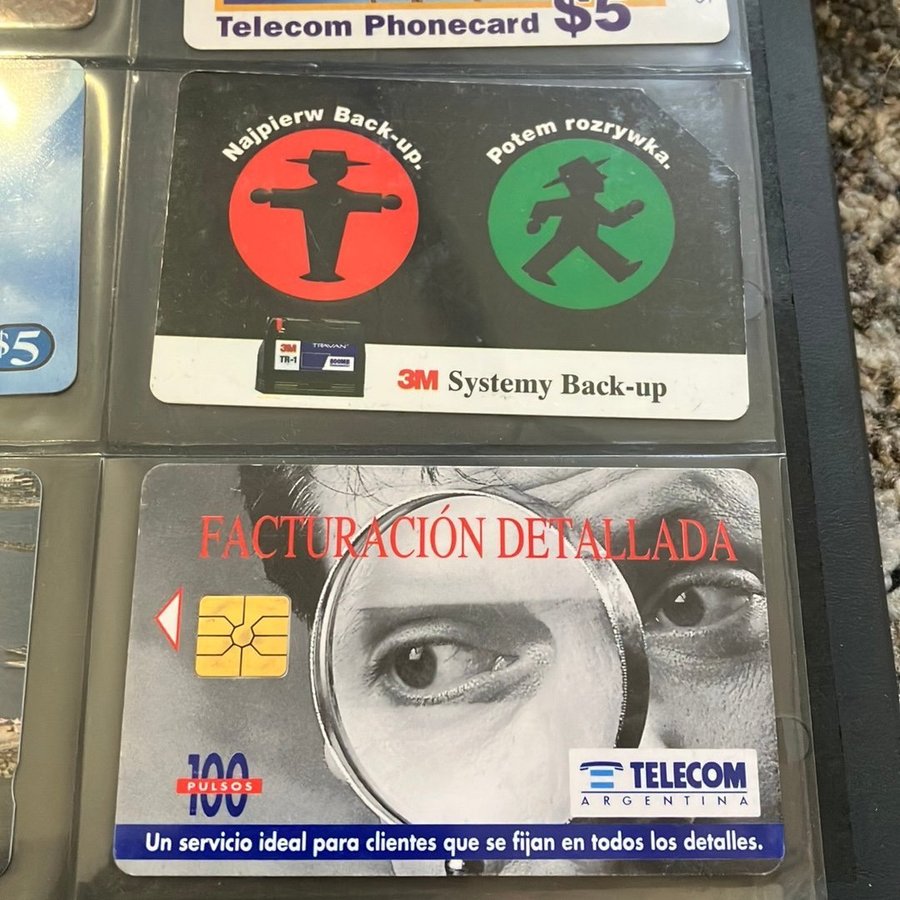 Telecom Phonecard $5
Najpierw Back-up.
Potem rozrywka.
$5
3M
TRAVAN
TR-1
800MB
3M Systemy Back-up
FACTURACIÓN DETALLADA
100
PULSOS
TELECOM
ARGENTINA
Un servicio ideal para clientes que se fijan en todos los detalles.